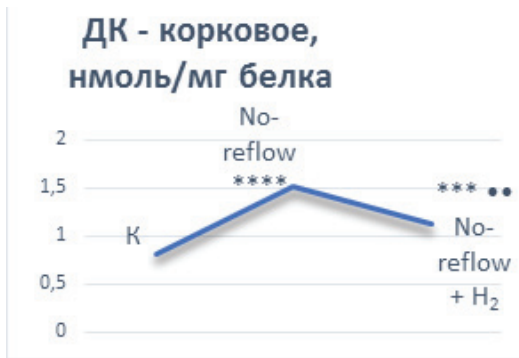 ДК - корковое,
нмоль/мг белка
No-
reflow
2
****
1,5
*** ••
К
1
No-
reflow
+ H₂
0,5
0